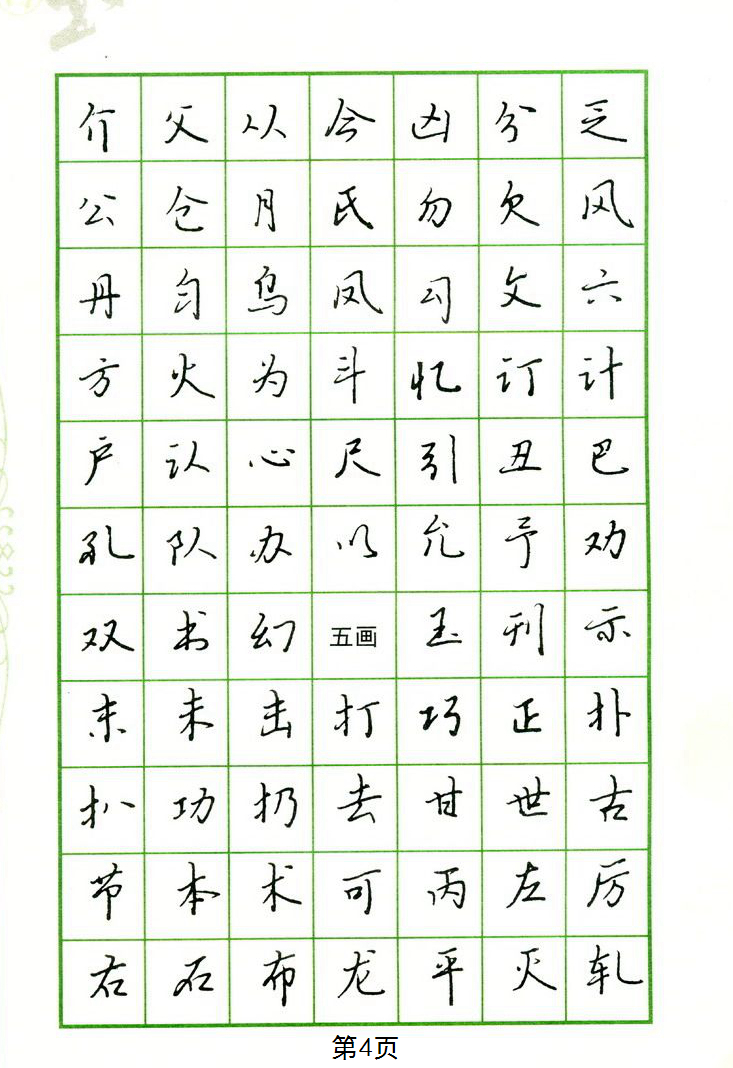 介 父 从 今 凶 分 乏
公 仓 月 氏 勿 欠 风
丹 匀 乌 凤 勾 文 六
方 火 为 斗 忆 订 计
户 认 心 尺 引 丑 巴
孔 队 办 以 允 予 劝
双 书 幻 五画 玉 刊 示
末 未 击 打 巧 正 扑
扒 功 扔 去 甘 世 古
节 本 术 可 丙 左 厉
右 石 布 龙 平 灭 轧
第4页